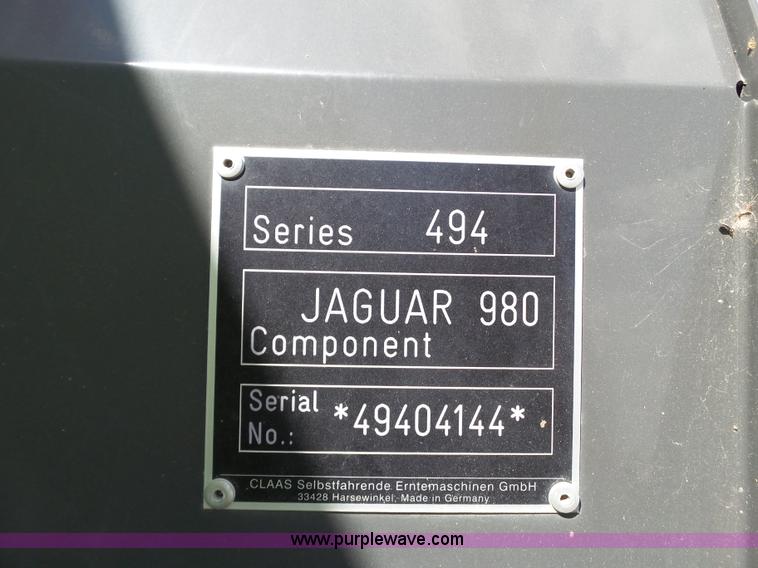 Series 494
JAGUAR 980
Component
Serial
No.: *49404144*
CLAAS Selbstfahrende Erntemaschinen GmbH
33428 Harsewinkel, Made in Germany
www.purplewave.com